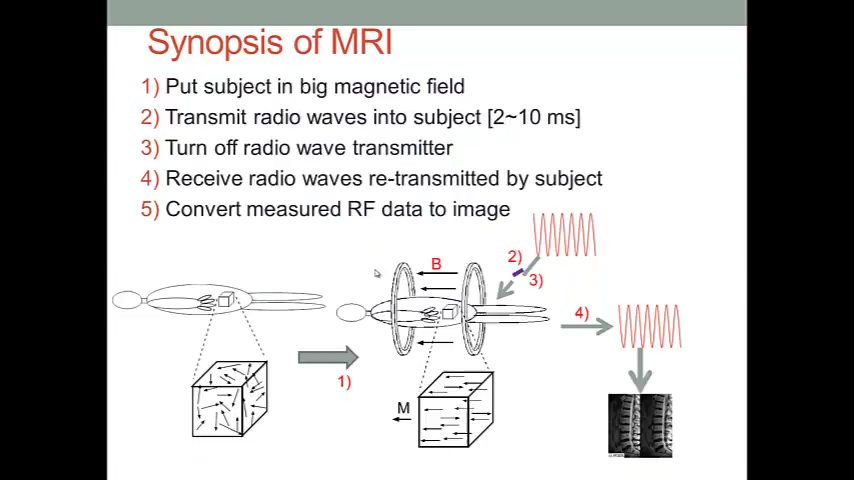 Synopsis of MRI
1) Put subject in big magnetic field
2) Transmit radio waves into subject [2~10 ms]
3) Turn off radio wave transmitter
4) Receive radio waves re-transmitted by subject
5) Convert measured RF data to image
B
2)
3)
4)
1)
M